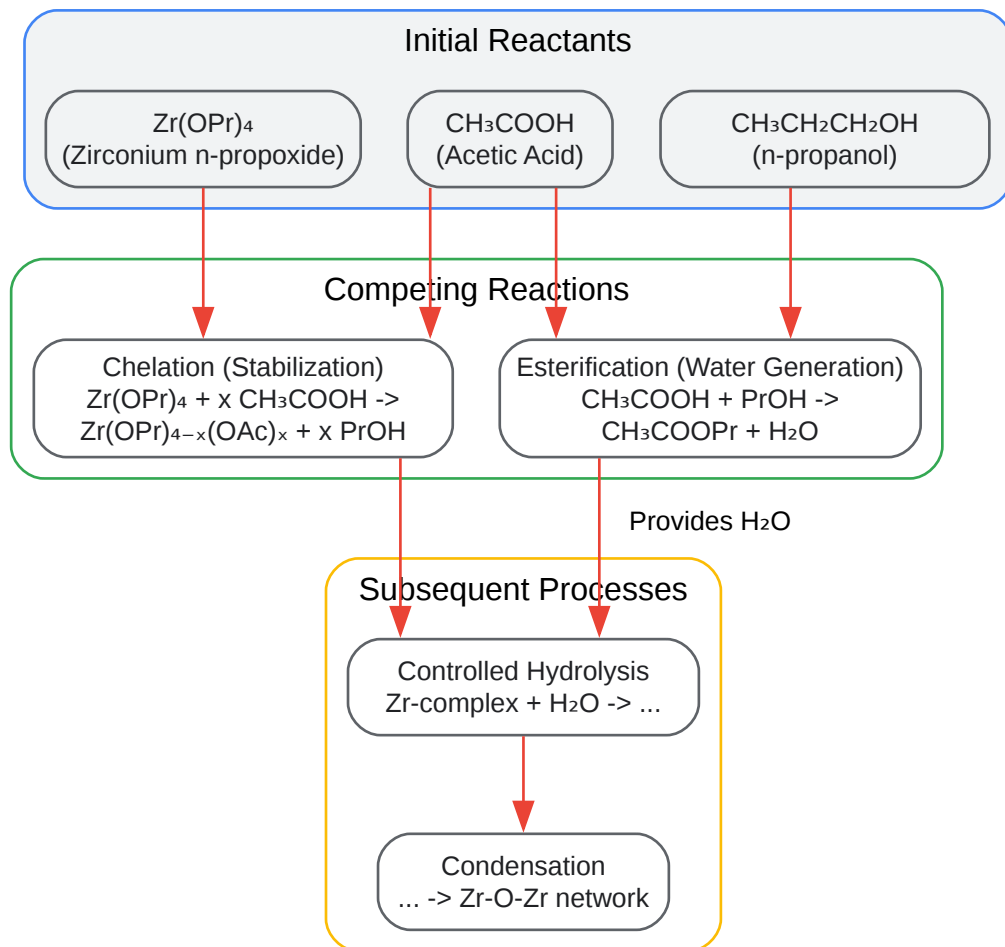 Initial Reactants
Zr(OPr)₄
(Zirconium n-propoxide)
CH₃COOH
(Acetic Acid)
CH₃CH₂CH₂OH
(n-propanol)
Competing Reactions
Chelation (Stabilization)
Zr(OPr)₄ + x CH₃COOH ->
Zr(OPr)₄₋ₓ(OAc)ₓ + x PrOH
Esterification (Water Generation)
CH₃COOH + PrOH ->
CH₃COOPr + H₂O
Provides H₂O
Subsequent Processes
Controlled Hydrolysis
Zr-complex + H₂O -> ...
Condensation
... -> Zr-O-Zr network